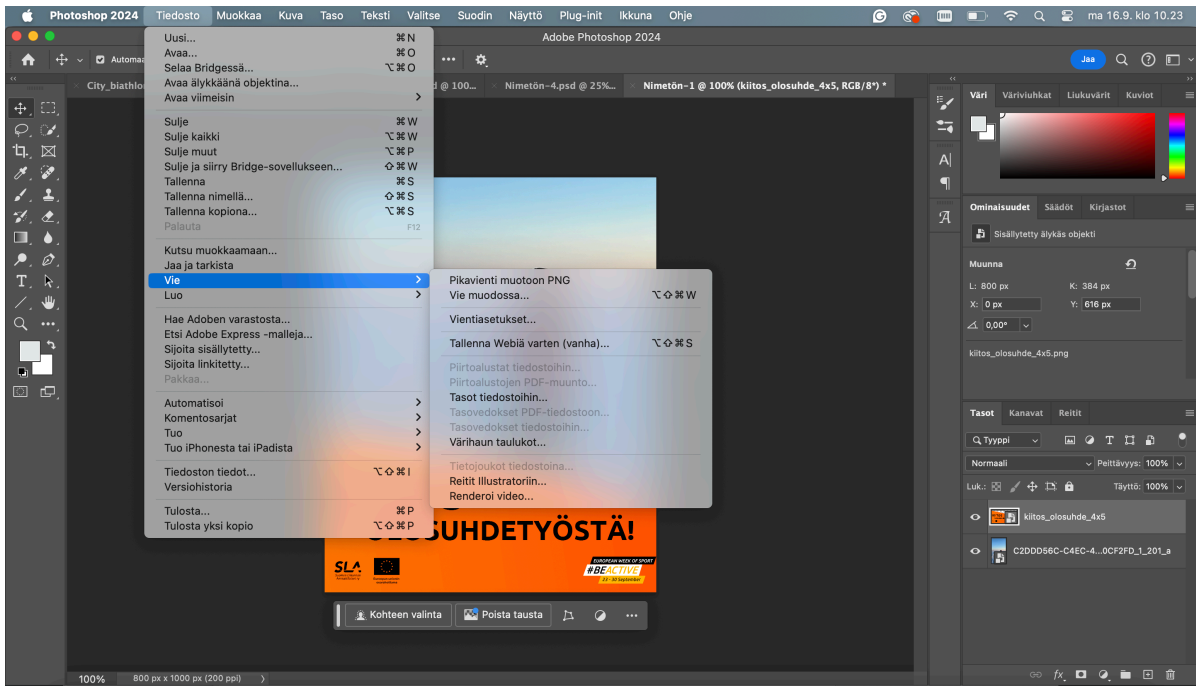 Photoshop 2024 Tiedosto Muokkaa Kuva Taso Teksti Valitse Suodin Näyttö Plug-init Ikkuna Ohje ma 16.9. klo 10.23
Adobe Photoshop 2024
Automaa
Jaa
City_biathlo
d @ 100...
Nimetön-4.psd @ 25%...
Nimetön-1 @ 100% (kiitos_olosuhde_4x5, RGB/8*) *
Uusi... ⌘N
Avaa... ⌘O
Selaa Bridgessä... ⌥⌘O
Avaa älykkäänä objektina...
Avaa viimeisin
Sulje ⌘W
Sulje kaikki ⌥⌘W
Sulje muut ⌥⌘P
Sulje ja siirry Bridge-sovellukseen... ⇧⌘W
Tallenna ⌘S
Tallenna nimellä... ⇧⌘S
Tallenna kopiona... ⌥⌘S
Palauta F12
Kutsu muokkaamaan...
Jaa ja tarkista
Vie
Luo
Hae Adoben varastosta...
Etsi Adobe Express -malleja...
Sijoita sisällytetty...
Sijoita linkitetty...
Pakkaa...
Automatisoi
Komentosarjat
Tuo
Tuo iPhonesta tai iPadista
Tiedoston tiedot... ⌥⇧⌘I
Versiohistoria
Tulosta... ⌘P
Tulosta yksi kopio ⌥⇧⌘P
Pikavienti muotoon PNG
Vie muodossa... ⌥⇧⌘W
Vientiasetukset...
Tallenna Webiä varten (vanha)... ⌥⇧⌘S
Piirtoalustat tiedostoihin...
Piirtoalustojen PDF-muunto...
Tasot tiedostoihin...
Tasovedokset PDF-tiedostoon...
Tasovedokset tiedostoihin...
Värihaun taulukot...
Tietojoukot tiedostoina...
Reitit Illustratoriin...
Renderoi video...
OLOSUHDETYÖSTÄ!
SLA.
EUROPEAN WEEK OF SPORT
#BEACTIVE
23 - 30 September
Kohteen valinta
Poista tausta
100% 800 px x 1000 px (200 ppi)
Väri Väriviuhkat Liukuvärit Kuviot
Ominaisuudet Säädöt Kirjastot
Sisällytetty älykäs objekti
Muunna
L: 800 px K: 384 px
X: 0 px Y: 616 px
0,00°
kiitos_olosuhde_4x5.png
Tasot Kanavat Reitit
Tyyppi
Normaali Peittävyys: 100%
Luk.: Täyttö: 100%
kiitos_olosuhde_4x5
C2DDD56C-C4EC-4...0CF2FD_1_201_a